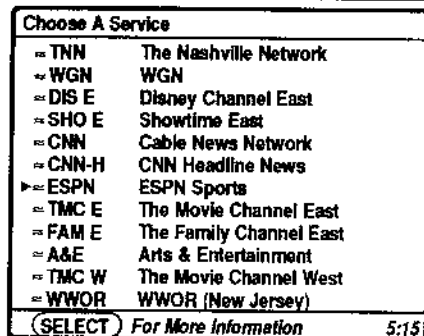 Choose A Service
≈ TNN The Nashville Network
≈ WGN WGN
≈ DIS E Disney Channel East
≈ SHO E Showtime East
≈ CNN Cable News Network
≈ CNN-H CNN Headline News
►≈ ESPN ESPN Sports
≈ TMC E The Movie Channel East
≈ FAM E The Family Channel East
≈ A&E Arts & Entertainment
≈ TMC W The Movie Channel West
≈ WWOR WWOR (New Jersey)
SELECT For More Information 5:15